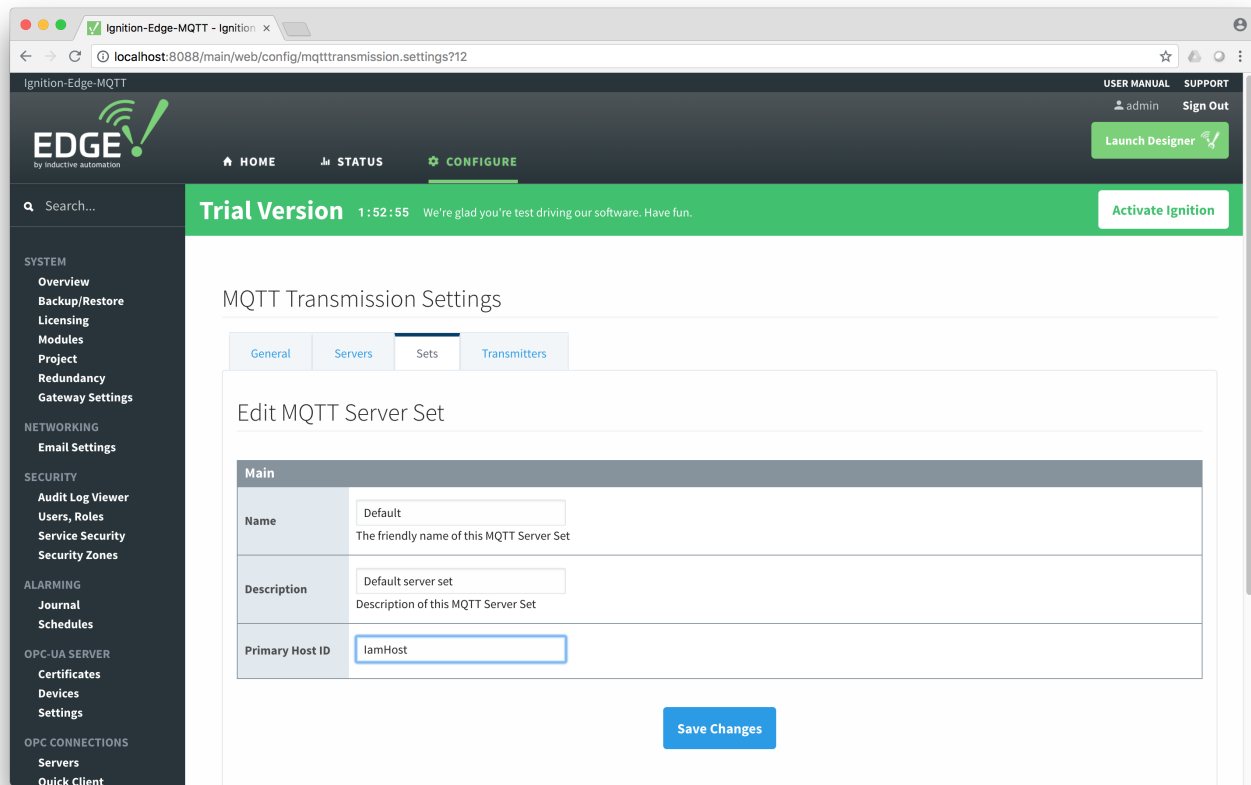 Ignition-Edge-MQTT - Ignition ×
localhost:8088/main/web/config/mqtttransmission.settings?12
Ignition-Edge-MQTT
USER MANUAL SUPPORT
admin Sign Out
EDGE!
by inductive automation
Launch Designer
HOME STATUS CONFIGURE
Search...
Trial Version 1:52:55 We're glad you're test driving our software. Have fun.
Activate Ignition
SYSTEM
Overview
Backup/Restore
Licensing
Modules
Project
Redundancy
Gateway Settings
NETWORKING
Email Settings
SECURITY
Audit Log Viewer
Users, Roles
Service Security
Security Zones
ALARMING
Journal
Schedules
OPC-UA SERVER
Certificates
Devices
Settings
OPC CONNECTIONS
Servers
Quick Client
MQTT Transmission Settings
General Servers Sets Transmitters
Edit MQTT Server Set
Main
Name
Default
The friendly name of this MQTT Server Set
Description
Default server set
Description of this MQTT Server Set
Primary Host ID
IamHost
Save Changes